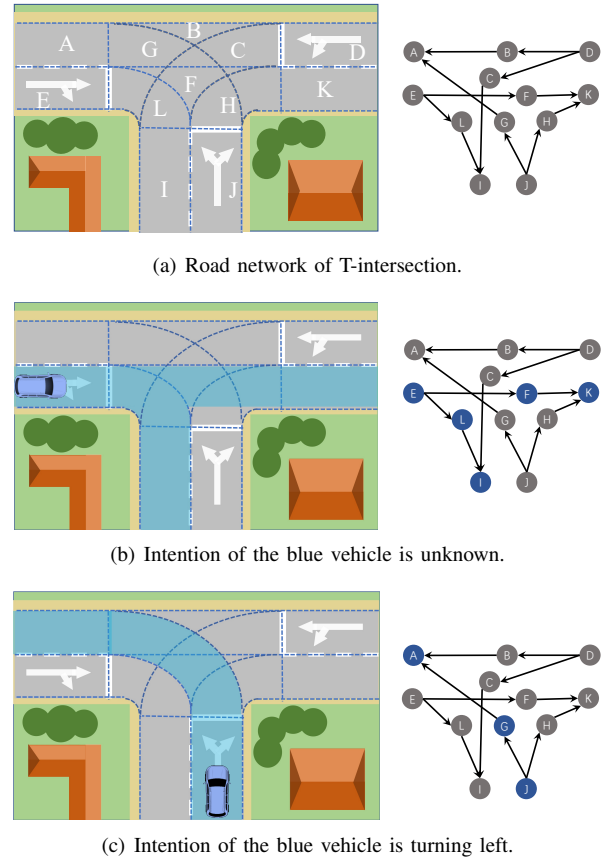 A
B
G
C
D
E
F
K
L
H
I
J
A
B
D
C
E
F
K
L
G
H
I
J
(a) Road network of T-intersection.
A
B
D
C
E
F
K
L
G
H
I
J
(b) Intention of the blue vehicle is unknown.
A
B
D
C
E
F
K
L
G
H
I
J
(c) Intention of the blue vehicle is turning left.